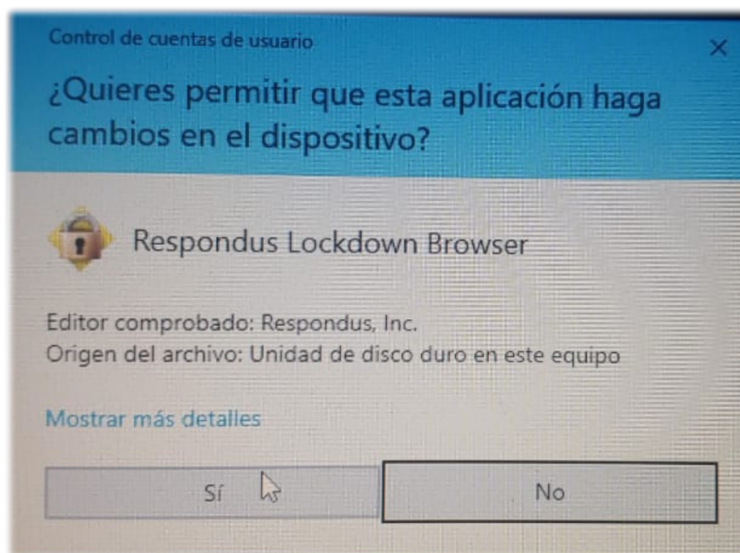 Control de cuentas de usuario
¿Quieres permitir que esta aplicación haga
cambios en el dispositivo?
Respondus Lockdown Browser
Editor comprobado: Respondus, Inc.
Origen del archivo: Unidad de disco duro en este equipo
Mostrar más detalles
Sí
No